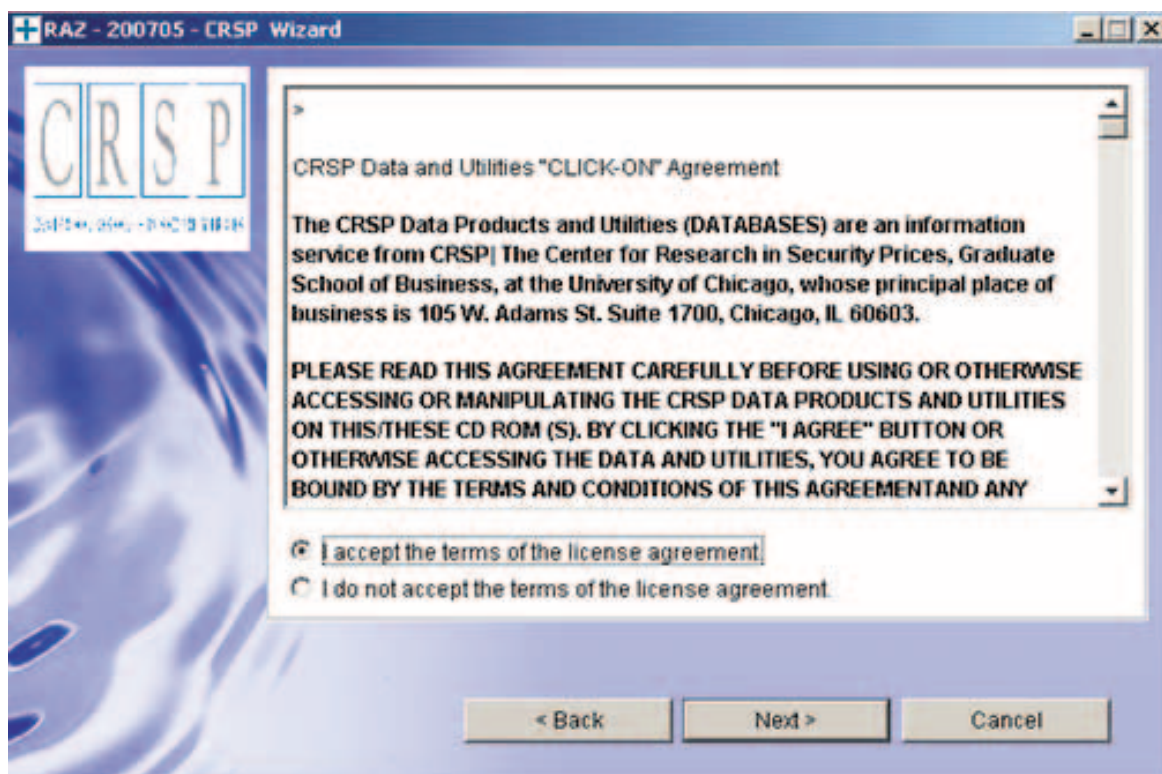 RAZ - 200705 - CRSP Wizard
CRSP
>
CRSP Data and Utilities "CLICK-ON" Agreement
The CRSP Data Products and Utilities (DATABASES) are an information
service from CRSP| The Center for Research in Security Prices, Graduate
School of Business, at the University of Chicago, whose principal place of
business is 105 W. Adams St. Suite 1700, Chicago, IL 60603.
PLEASE READ THIS AGREEMENT CAREFULLY BEFORE USING OR OTHERWISE
ACCESSING OR MANIPULATING THE CRSP DATA PRODUCTS AND UTILITIES
ON THIS/THESE CD ROM (S). BY CLICKING THE "I AGREE" BUTTON OR
OTHERWISE ACCESSING THE DATA AND UTILITIES, YOU AGREE TO BE
BOUND BY THE TERMS AND CONDITIONS OF THIS AGREEMENTAND ANY
I accept the terms of the license agreement.
I do not accept the terms of the license agreement.
< Back
Next >
Cancel